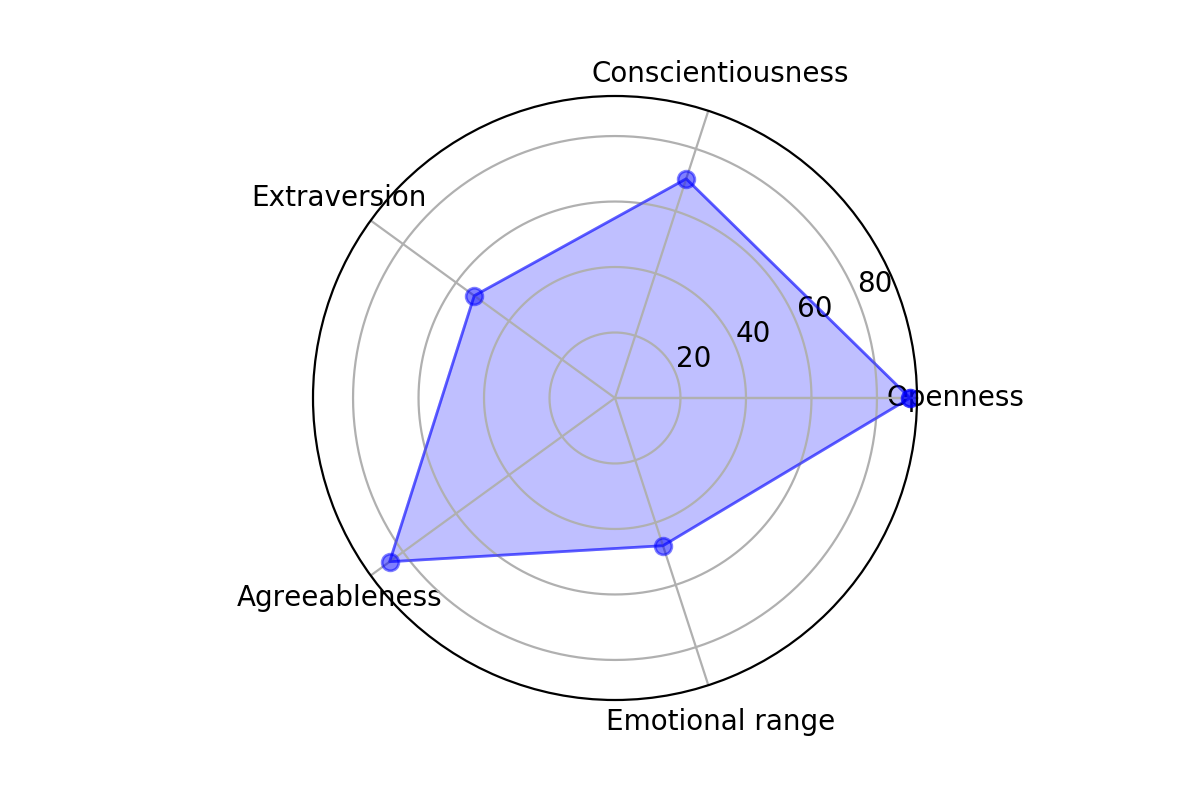 Conscientiousness
Extraversion
80
60
40
20
Openness
Agreeableness
Emotional range